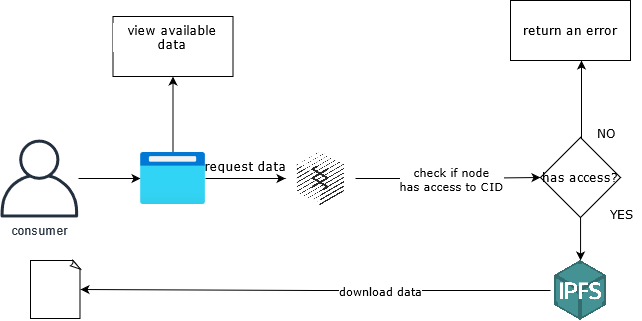 view available
data
return an error
NO
request data
check if node
has access to CID
has access?
YES
consumer
IPFS
download data